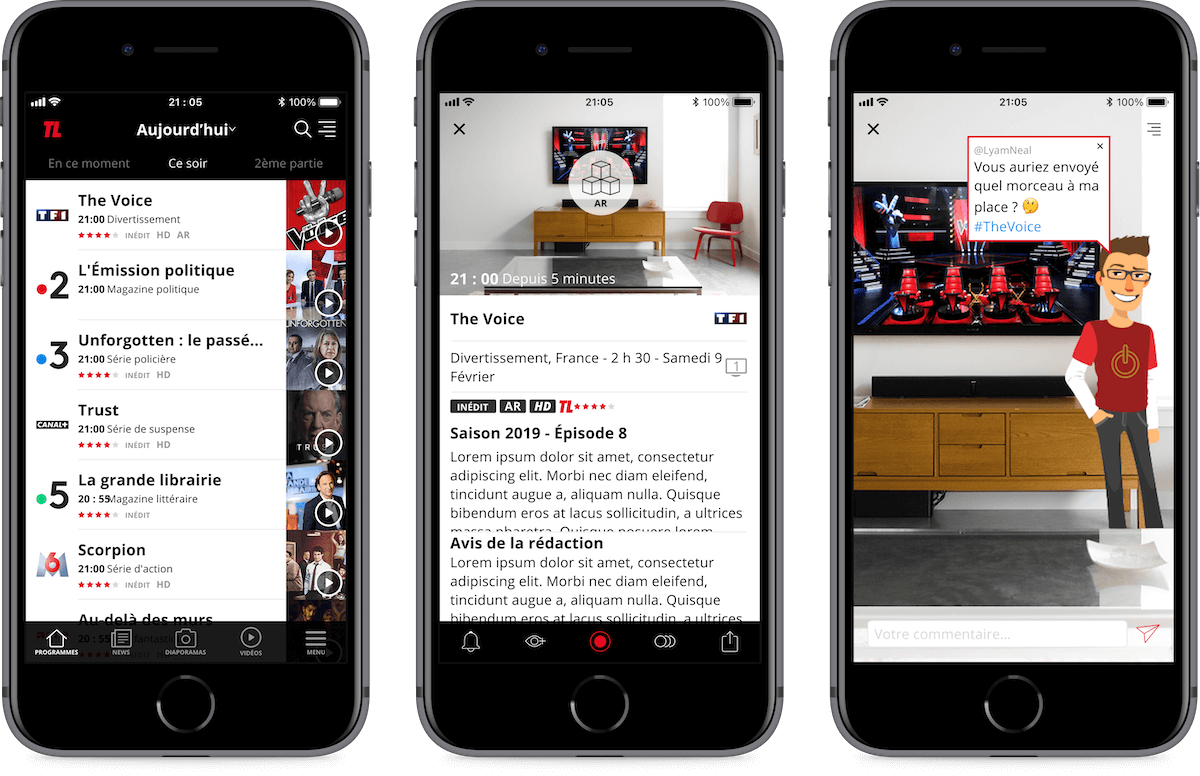 21 : 05
100%
TL
Aujourd'hui
En ce moment
Ce soir
2ème partie
TF1
The Voice
21:00 Divertissement
INÉDIT HD AR
2
L'Émission politique
21:00 Magazine politique
UNFORGOTTEN
3
Unforgotten : le passé...
21:00 Série policière
INÉDIT HD
CANAL+
Trust
21:00 Série de suspense
INÉDIT HD
5
La grande librairie
20 : 55 Magazine littéraire
INÉDIT
M6
Scorpion
21:00 Série d'action
INÉDIT HD
Au-delà des murs
20 : 55
PROGRAMMES
NEWS
DIAPORAMAS
VIDÉOS
MENU
21:05
100%
AR
21 : 00 Depuis 5 minutes
The Voice
TF1
Divertissement, France - 2 h 30 - Samedi 9
Février
1
INÉDIT AR HD TL
Saison 2019 - Épisode 8
Lorem ipsum dolor sit amet, consectetur
adipiscing elit. Morbi nec diam eleifend,
tincidunt augue a, aliquam nulla. Quisque
bibendum eros at lacus sollicitudin, a ultrices
massa pharetra. Quisque posuere lorem
Avis de la rédaction
Lorem ipsum dolor sit amet, consectetur
adipiscing elit. Morbi nec diam eleifend,
tincidunt augue a, aliquam nulla. Quisque
bibendum eros at lacus sollicitudin, a ultrices
21:05
100%
@LyamNeal
Vous auriez envoyé
quel morceau à ma
place ? 🤔
#TheVoice
Votre commentaire...